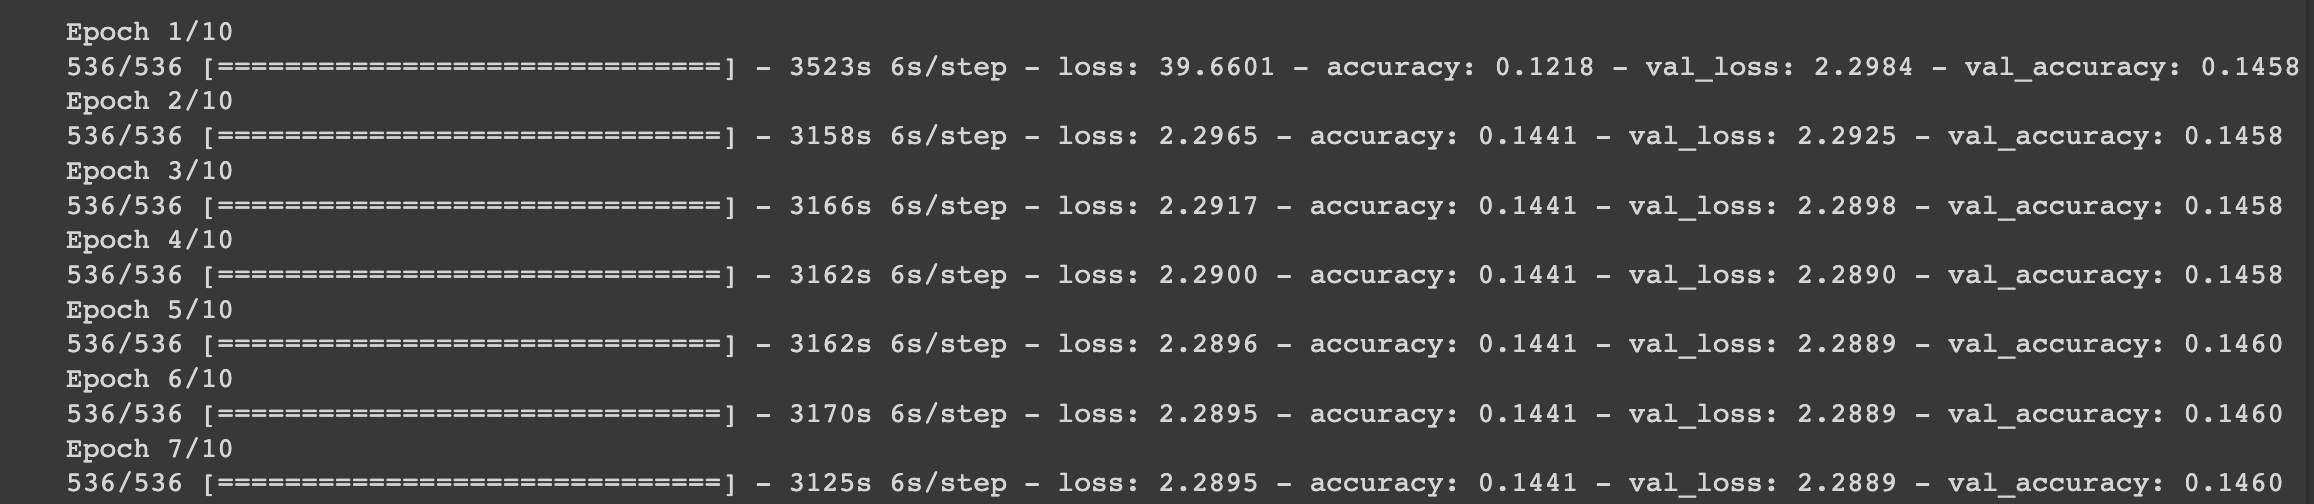 Epoch 1/10
536/536 [==============================] - 3523s 6s/step - loss: 39.6601 - accuracy: 0.1218 - val_loss: 2.2984 - val_accuracy: 0.1458
Epoch 2/10
536/536 [==============================] - 3158s 6s/step - loss: 2.2965 - accuracy: 0.1441 - val_loss: 2.2925 - val_accuracy: 0.1458
Epoch 3/10
536/536 [==============================] - 3166s 6s/step - loss: 2.2917 - accuracy: 0.1441 - val_loss: 2.2898 - val_accuracy: 0.1458
Epoch 4/10
536/536 [==============================] - 3162s 6s/step - loss: 2.2900 - accuracy: 0.1441 - val_loss: 2.2890 - val_accuracy: 0.1458
Epoch 5/10
536/536 [==============================] - 3162s 6s/step - loss: 2.2896 - accuracy: 0.1441 - val_loss: 2.2889 - val_accuracy: 0.1460
Epoch 6/10
536/536 [==============================] - 3170s 6s/step - loss: 2.2895 - accuracy: 0.1441 - val_loss: 2.2889 - val_accuracy: 0.1460
Epoch 7/10
536/536 [==============================] - 3125s 6s/step - loss: 2.2895 - accuracy: 0.1441 - val_loss: 2.2889 - val_accuracy: 0.1460